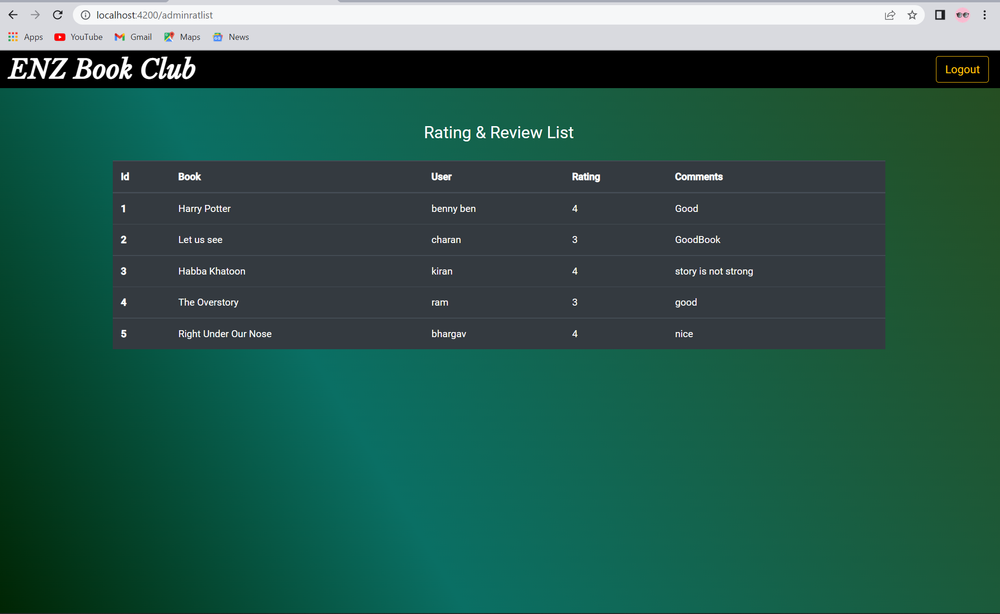 localhost:4200/adminratlist
Apps YouTube Gmail Maps News
ENZ Book Club Logout
Rating & Review List
Id Book User Rating Comments
1 Harry Potter benny ben 4 Good
2 Let us see charan 3 GoodBook
3 Habba Khatoon kiran 4 story is not strong
4 The Overstory ram 3 good
5 Right Under Our Nose bhargav 4 nice